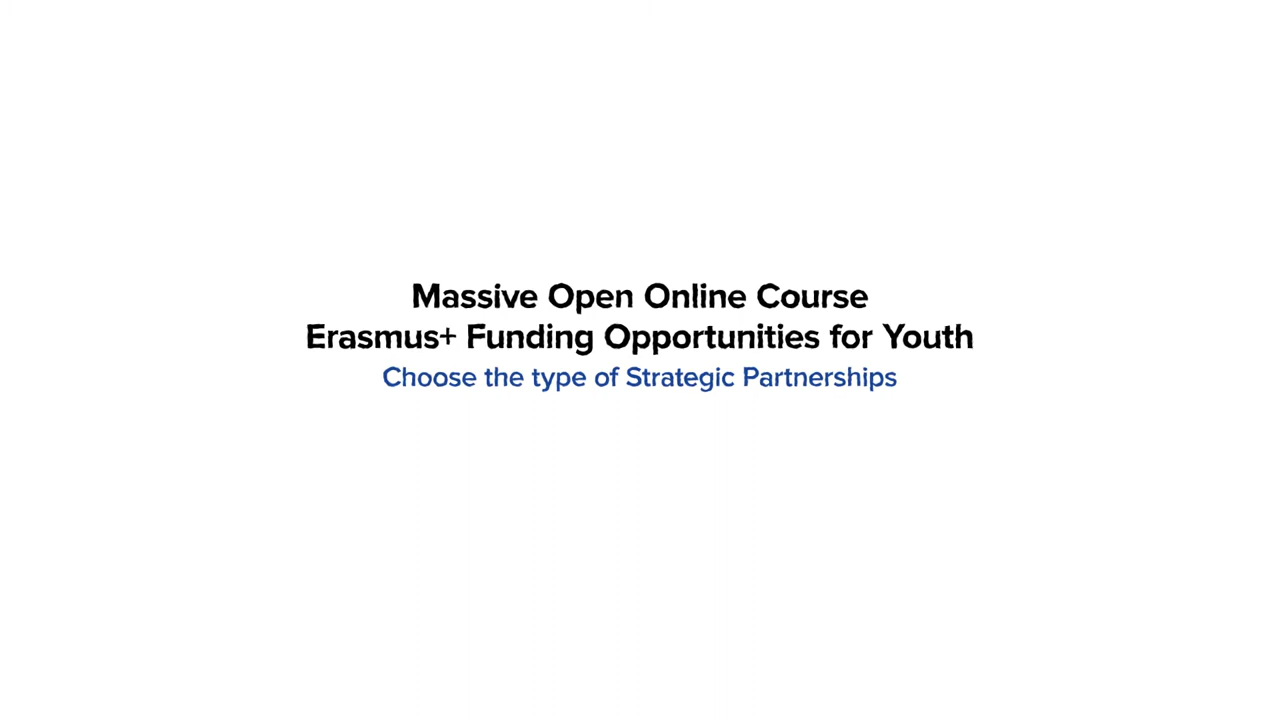 Massive Open Online Course
Erasmus+ Funding Opportunities for Youth
Choose the type of Strategic Partnerships